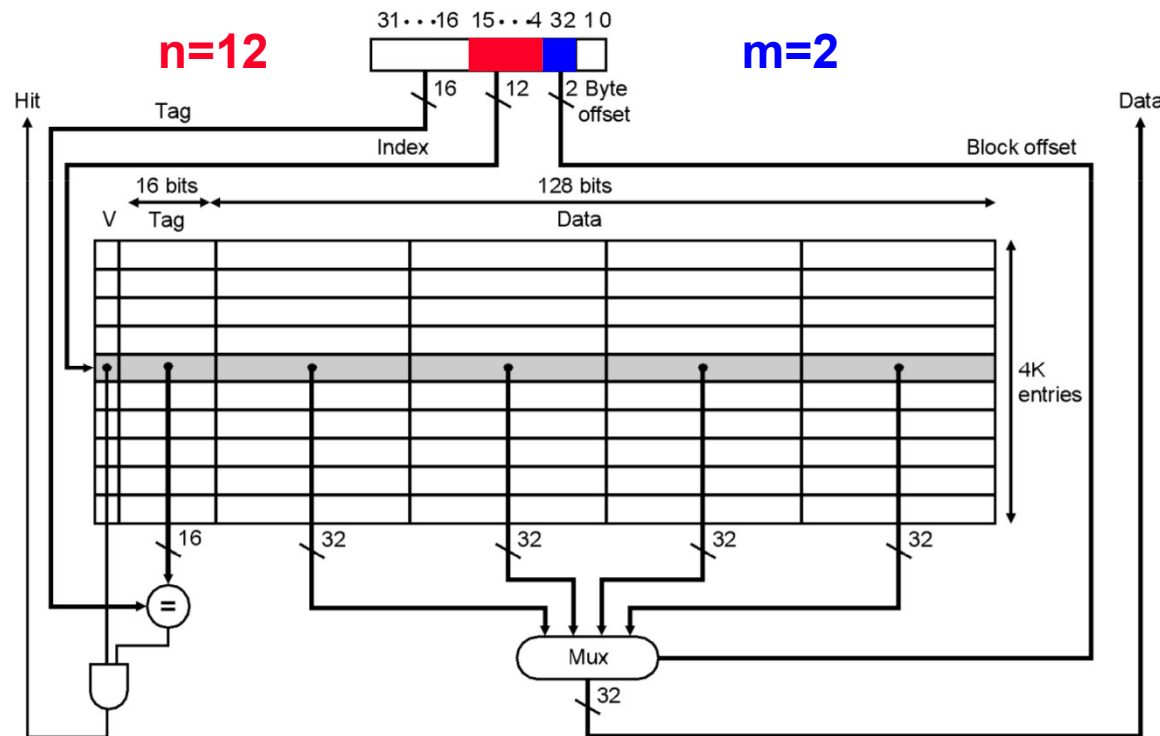 31 • • • 16 15 • • • 4 32 1 0
n=12
m=2
16 12 2 Byte offset
Hit
Tag
Data
Index
Block offset
16 bits
128 bits
V
Tag
Data
4K
entries
16 32 32 32 32
=
Mux
32